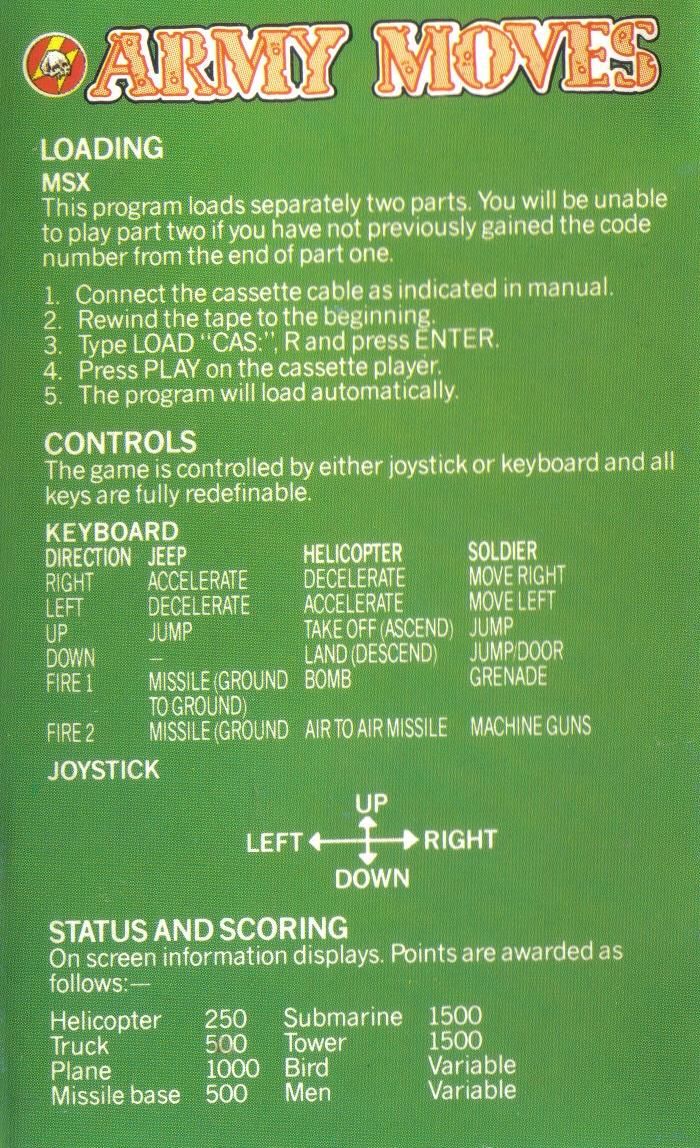 ARMY MOVES
LOADING
MSX
This program loads separately two parts. You will be unable
to play part two if you have not previously gained the code
number from the end of part one.
1. Connect the cassette cable as indicated in manual.
2. Rewind the tape to the beginning.
3. Type LOAD "CAS:", R and press ENTER.
4. Press PLAY on the cassette player.
5. The program will load automatically.
CONTROLS
The game is controlled by either joystick or keyboard and all
keys are fully redefinable.
KEYBOARD
DIRECTION JEEP HELICOPTER SOLDIER
RIGHT ACCELERATE DECELERATE MOVE RIGHT
LEFT DECELERATE ACCELERATE MOVE LEFT
UP JUMP TAKE OFF (ASCEND) JUMP
DOWN – LAND (DESCEND) JUMP/DOOR
FIRE 1 MISSILE (GROUND BOMB GRENADE
TO GROUND)
FIRE 2 MISSILE (GROUND AIR TO AIR MISSILE MACHINE GUNS
JOYSTICK
UP
LEFT RIGHT
DOWN
STATUS AND SCORING
On screen information displays. Points are awarded as
follows:—
Helicopter 250 Submarine 1500
Truck 500 Tower 1500
Plane 1000 Bird Variable
Missile base 500 Men Variable